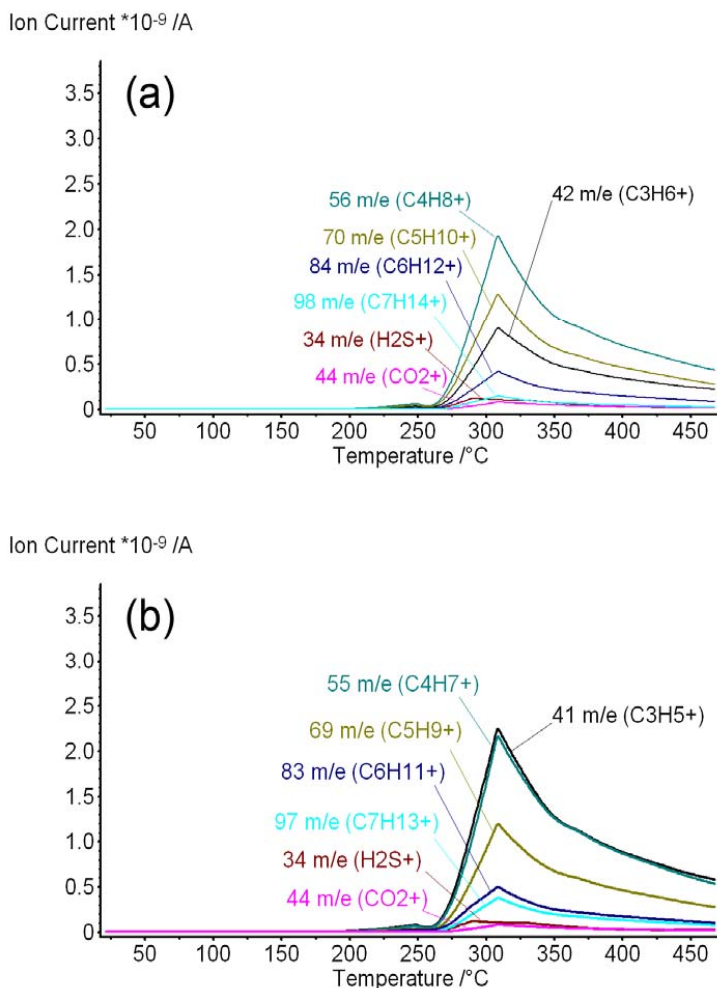 Ion Current *10⁻⁹ /A
(a)
3.5
3.0
2.5
2.0
1.5
1.0
0.5
0
56 m/e (C4H8+)
42 m/e (C3H6+)
70 m/e (C5H10+)
84 m/e (C6H12+)
98 m/e (C7H14+)
34 m/e (H2S+)
44 m/e (CO2+)
50 100 150 200 250 300 350 400 450
Temperature /°C
Ion Current *10⁻⁹ /A
(b)
3.5
3.0
2.5
2.0
1.5
1.0
0.5
0
55 m/e (C4H7+)
41 m/e (C3H5+)
69 m/e (C5H9+)
83 m/e (C6H11+)
97 m/e (C7H13+)
34 m/e (H2S+)
44 m/e (CO2+)
50 100 150 200 250 300 350 400 450
Temperature /°C